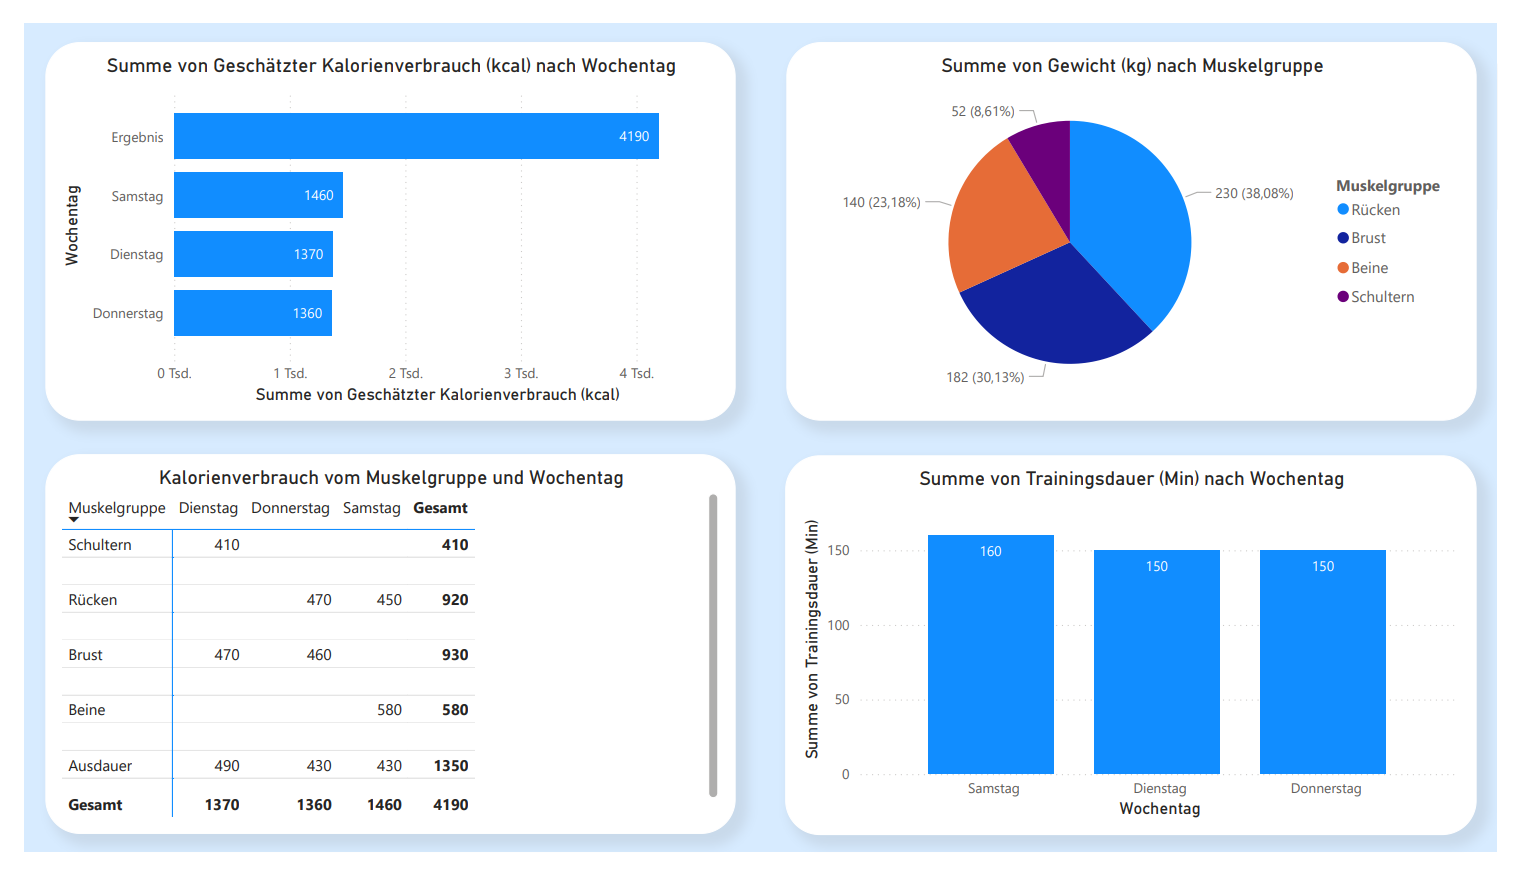 Summe von Geschätzter Kalorienverbrauch (kcal) nach Wochentag
Wochentag
Ergebnis 4190
Samstag 1460
Dienstag 1370
Donnerstag 1360
0 Tsd. 1 Tsd. 2 Tsd. 3 Tsd. 4 Tsd.
Summe von Geschätzter Kalorienverbrauch (kcal)
Summe von Gewicht (kg) nach Muskelgruppe
52 (8,61%)
230 (38,08%)
140 (23,18%)
182 (30,13%)
Muskelgruppe
Rücken
Brust
Beine
Schultern
Kalorienverbrauch vom Muskelgruppe und Wochentag
Muskelgruppe Dienstag Donnerstag Samstag Gesamt
Schultern 410 410
Rücken 470 450 920
Brust 470 460 930
Beine 580 580
Ausdauer 490 430 430 1350
Gesamt 1370 1360 1460 4190
Summe von Trainingsdauer (Min) nach Wochentag
Summe von Trainingsdauer (Min)
150
100
50
0
160 150 150
Samstag Dienstag Donnerstag
Wochentag